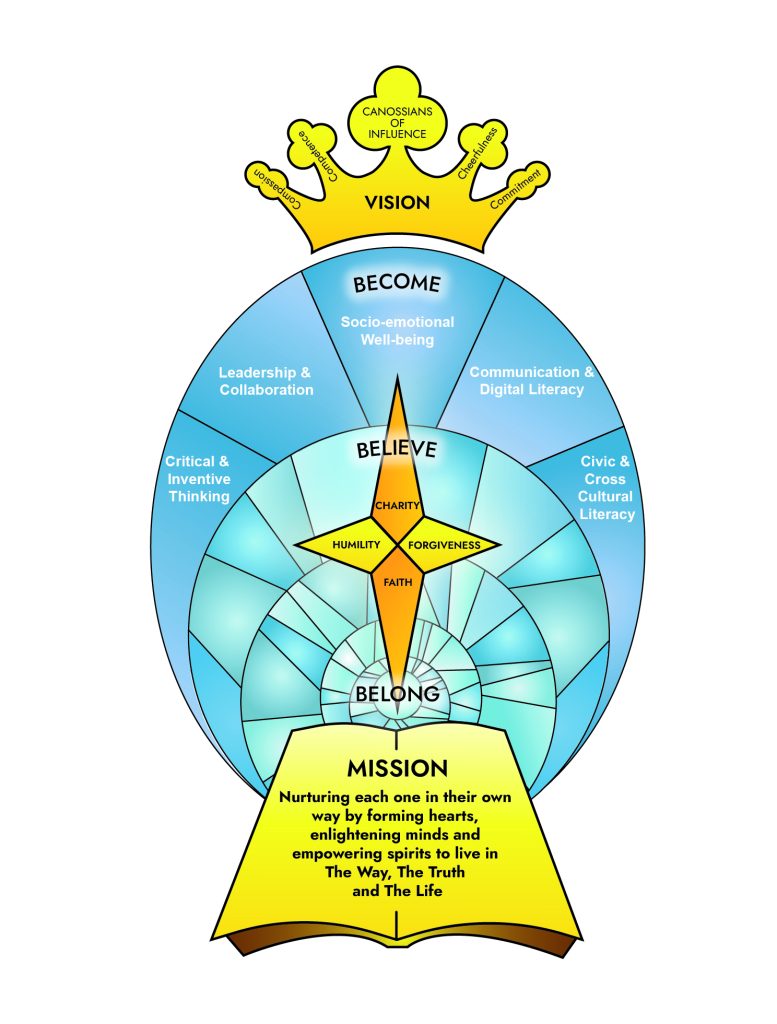 CANOSSIANS
OF
INFLUENCE
Compassion
Competence
Cheerfulness
Commitment
VISION
BECOME
Socio-emotional
Well-being
Leadership &
Collaboration
Communication &
Digital Literacy
Critical &
Inventive
Thinking
Civic &
Cross
Cultural
Literacy
BELIEVE
CHARITY
HUMILITY
FORGIVENESS
FAITH
BELONG
MISSION
Nurturing each one in their own
way by forming hearts,
enlightening minds and
empowering spirits to live in
The Way, The Truth
and The Life